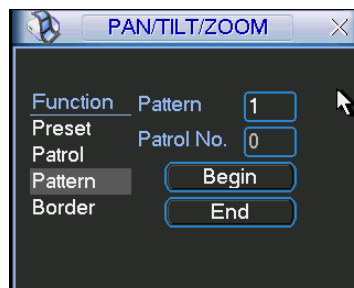 PAN/TILT/ZOOM
Function
Pattern 1
Preset
Patrol No. 0
Patrol
Pattern
Begin
Border
End